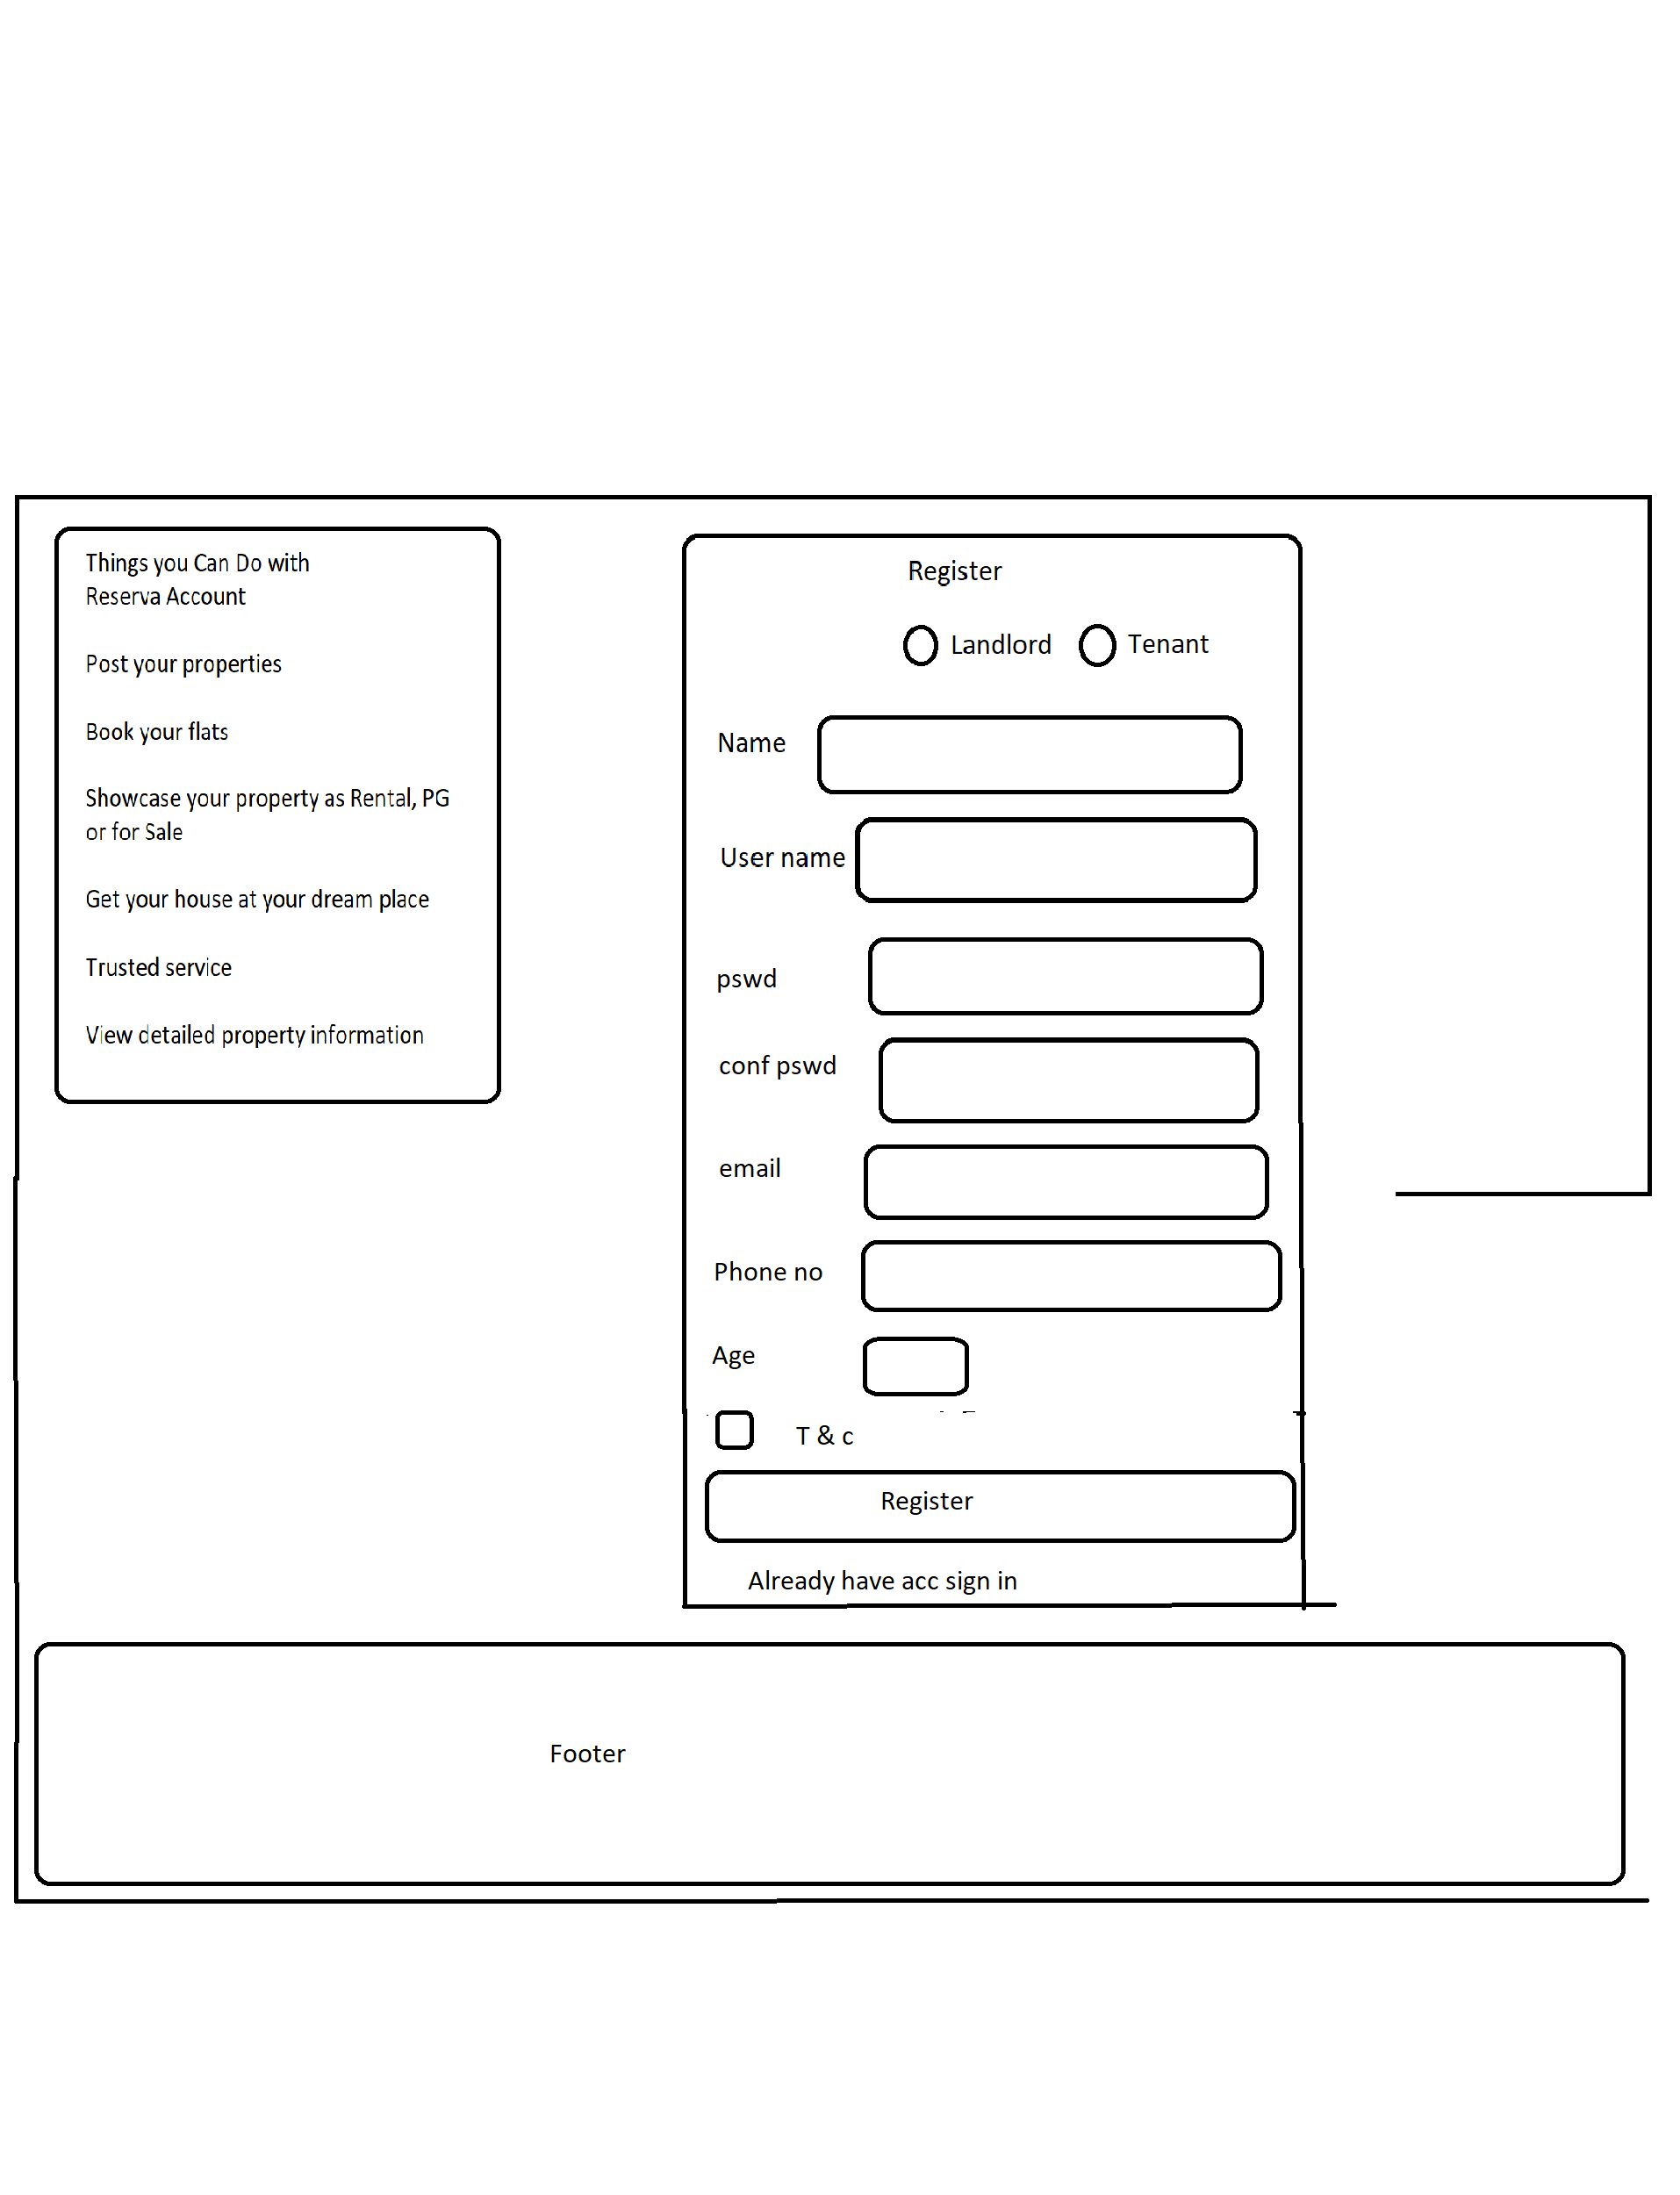 Things you Can Do with
Reserva Account
Post your properties
Book your flats
Showcase your property as Rental, PG
or for Sale
Get your house at your dream place
Trusted service
View detailed property information
Register
Landlord Tenant
Name
User name
pswd
conf pswd
email
Phone no
Age
T & c
Register
Already have acc sign in
Footer